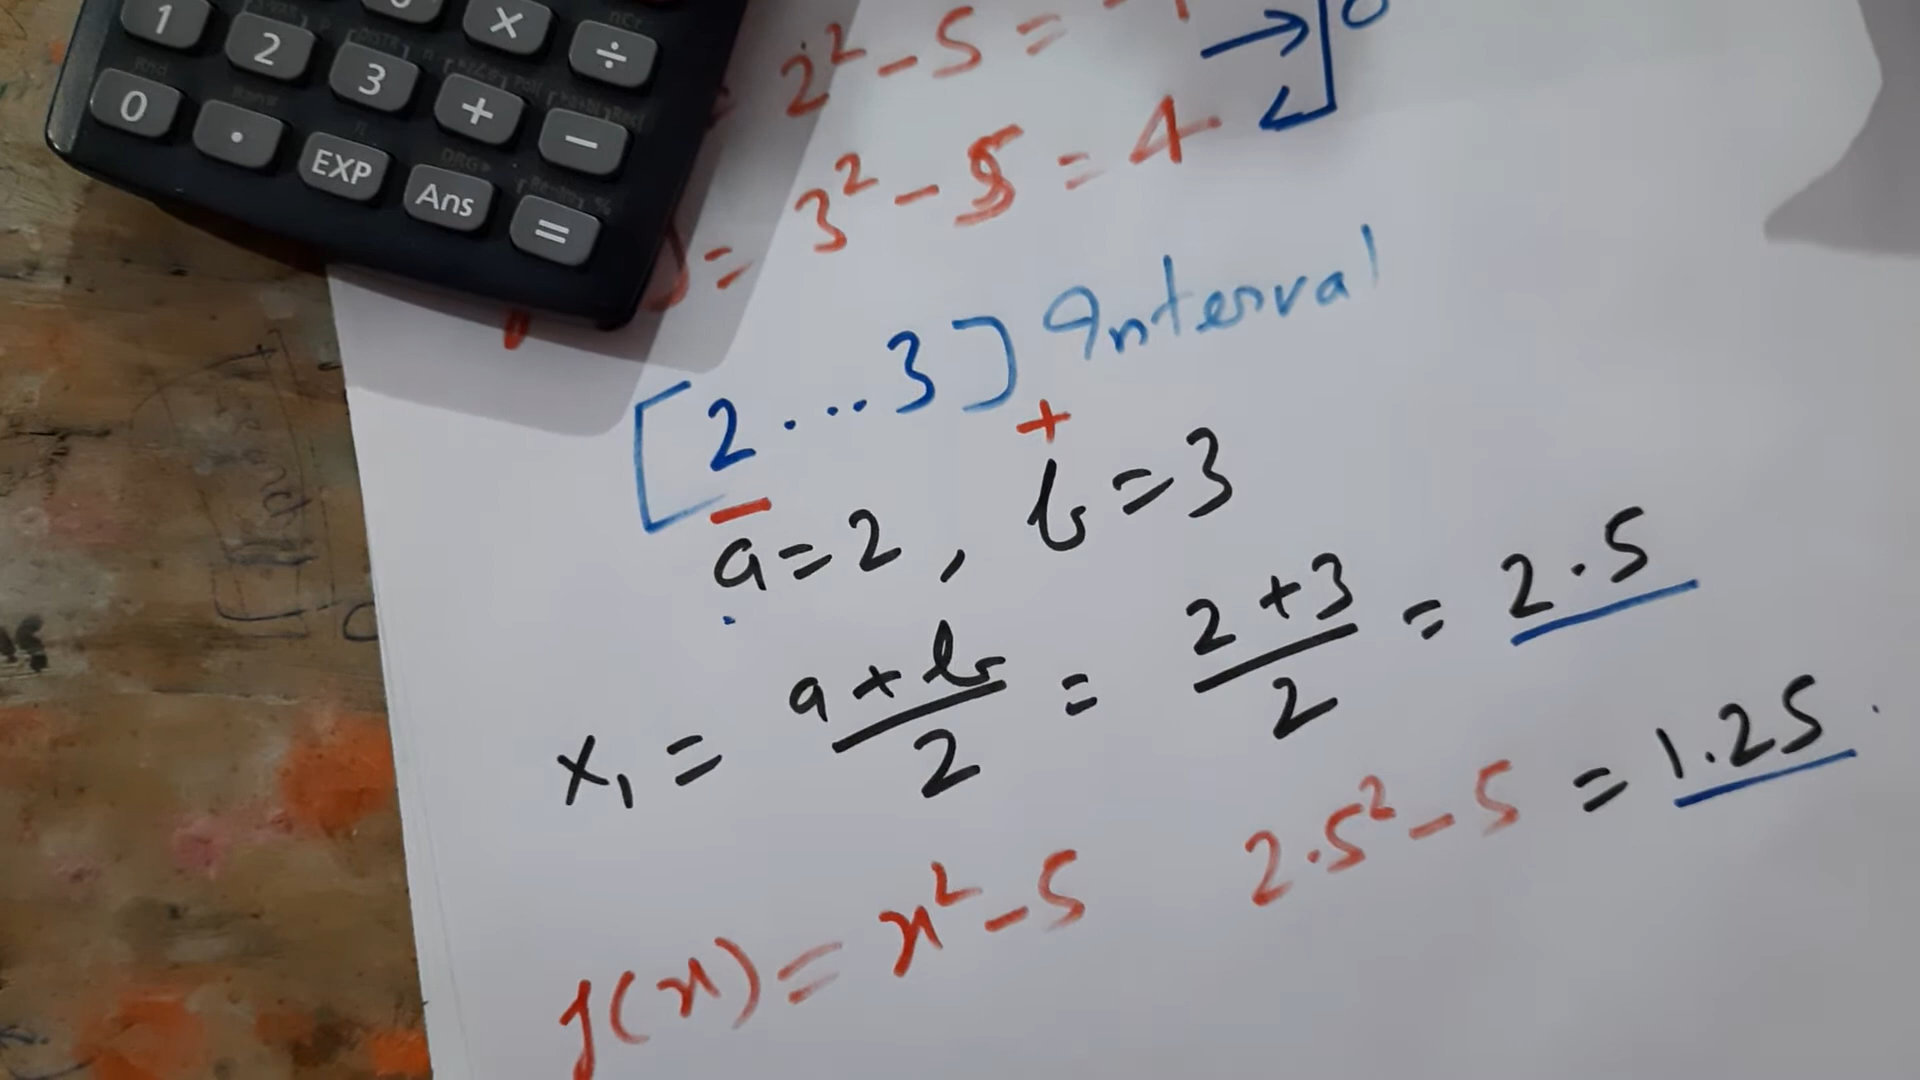 1 2 3 + −
× ÷
0 . EXP Ans =
2² - 5 = -1
= 3² - 5 = 4
[2...3] Interval
− +
a = 2 , b = 3
x₁ = a + b / 2 = 2 + 3 / 2 = 2.5
2.5² - 5 = 1.25
f(x) = x² - 5